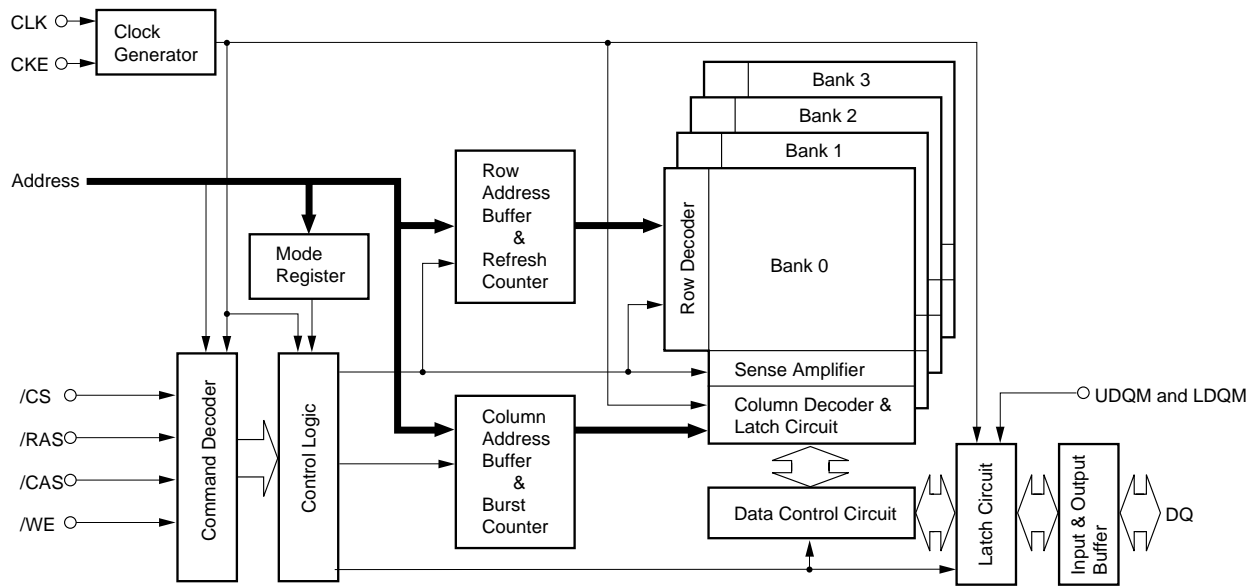 CLK
CKE
Clock
Generator
Bank 3
Bank 2
Bank 1
Bank 0
Row Decoder
Sense Amplifier
Column Decoder &
Latch Circuit
Address
Mode
Register
Row
Address
Buffer
&
Refresh
Counter
Column
Address
Buffer
&
Burst
Counter
/CS
/RAS
/CAS
/WE
Command Decoder
Control Logic
Data Control Circuit
UDQM and LDQM
Latch Circuit
Input & Output
Buffer
DQ